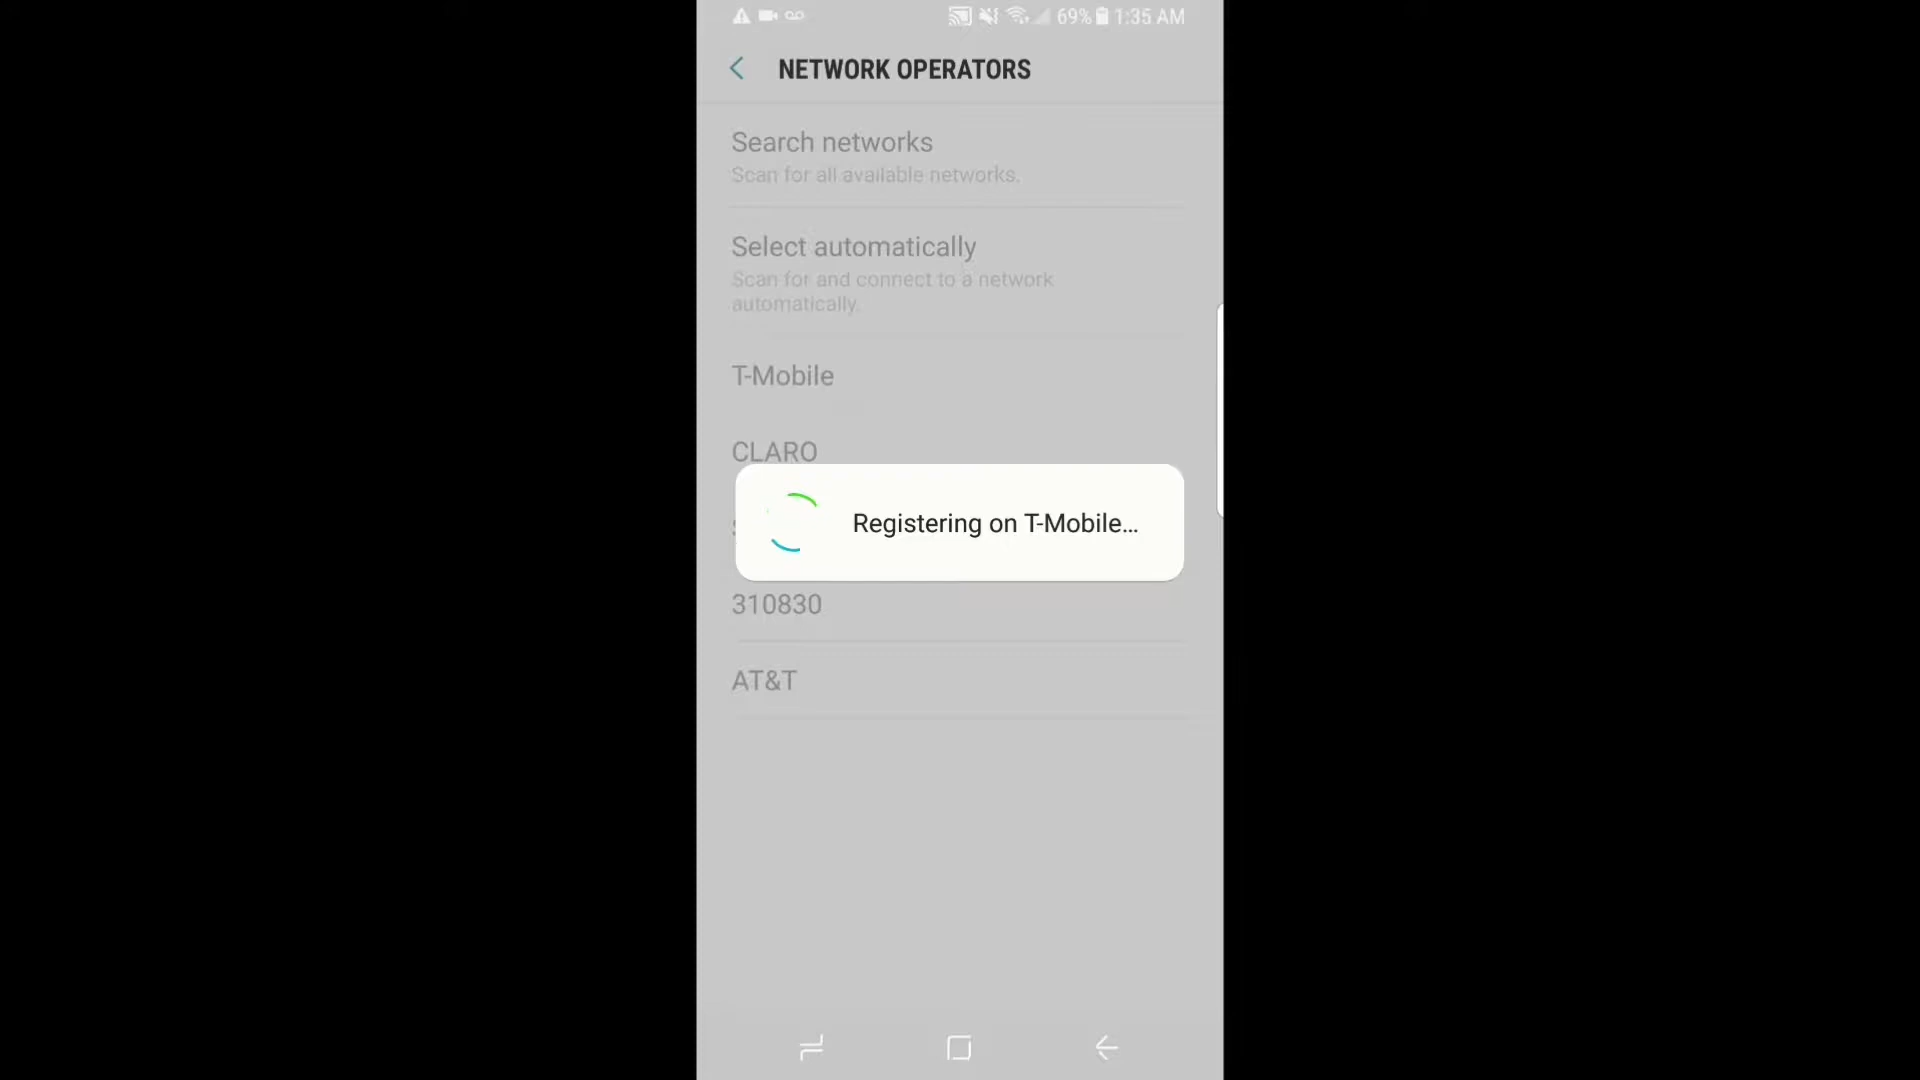 69% 1:35 AM
NETWORK OPERATORS
Search networks
Scan for all available networks.
Select automatically
Scan for and connect to a network
automatically.
T-Mobile
CLARO
Registering on T-Mobile...
310830
AT&T